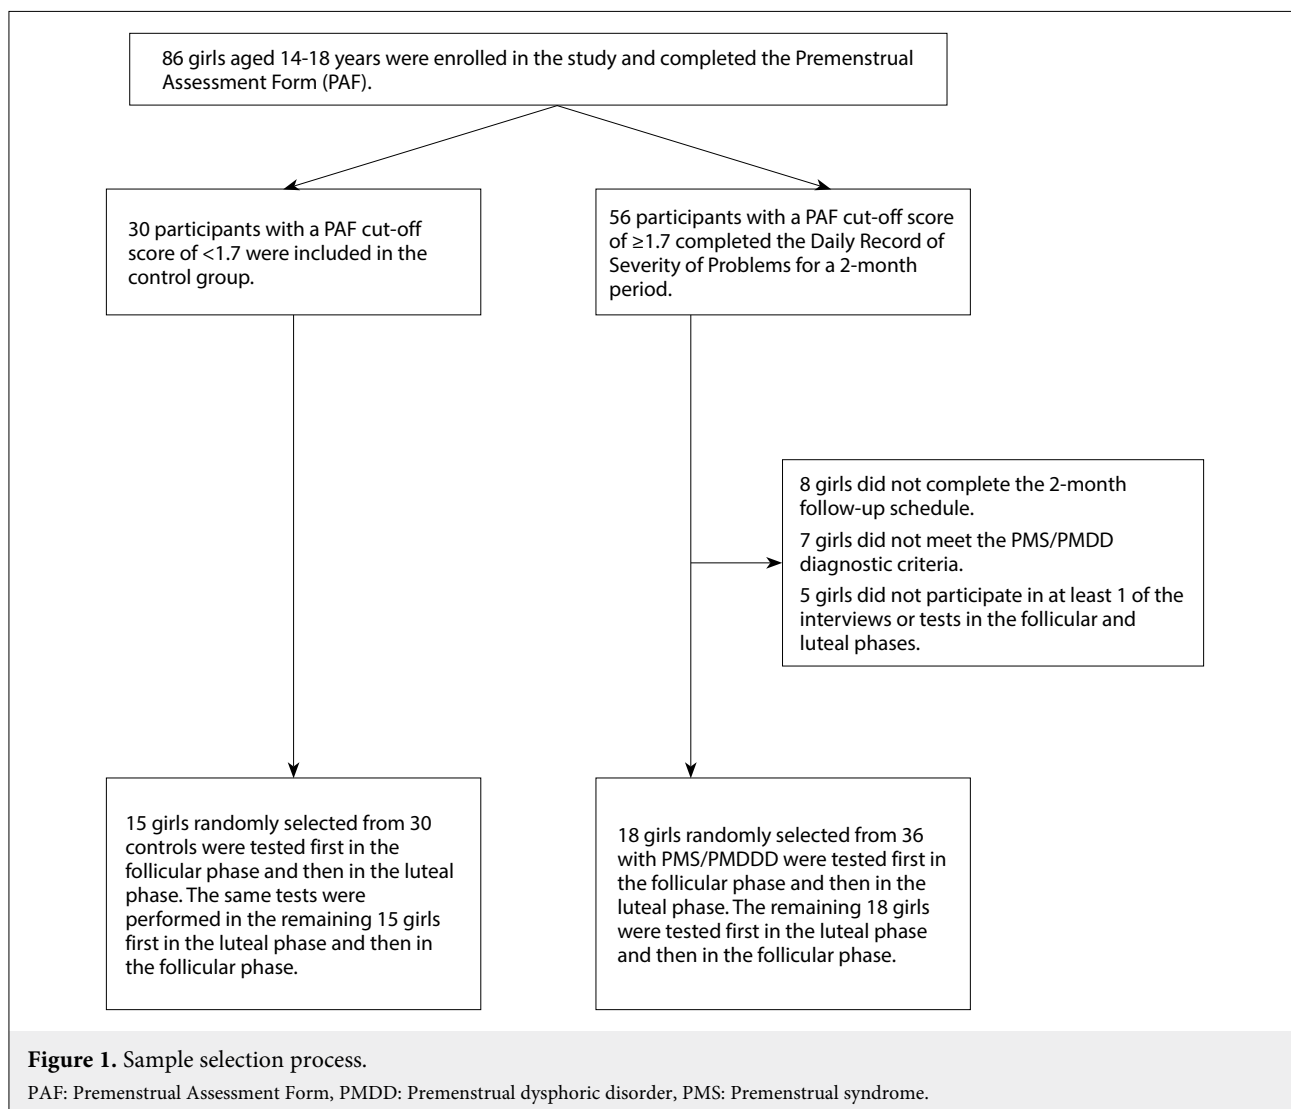 86 girls aged 14-18 years were enrolled in the study and completed the Premenstrual
Assessment Form (PAF).
30 participants with a PAF cut-off
score of <1.7 were included in the
control group.
56 participants with a PAF cut-off score
of ≥1.7 completed the Daily Record of
Severity of Problems for a 2-month
period.
8 girls did not complete the 2-month
follow-up schedule.
7 girls did not meet the PMS/PMDD
diagnostic criteria.
5 girls did not participate in at least 1 of the
interviews or tests in the follicular and
luteal phases.
15 girls randomly selected from 30
controls were tested first in the
follicular phase and then in the luteal
phase. The same tests were
performed in the remaining 15 girls
first in the luteal phase and then in
the follicular phase.
18 girls randomly selected from 36
with PMS/PMDDD were tested first in
the follicular phase and then in the
luteal phase. The remaining 18 girls
were tested first in the luteal phase
and then in the follicular phase.
Figure 1. Sample selection process.
PAF: Premenstrual Assessment Form, PMDD: Premenstrual dysphoric disorder, PMS: Premenstrual syndrome.